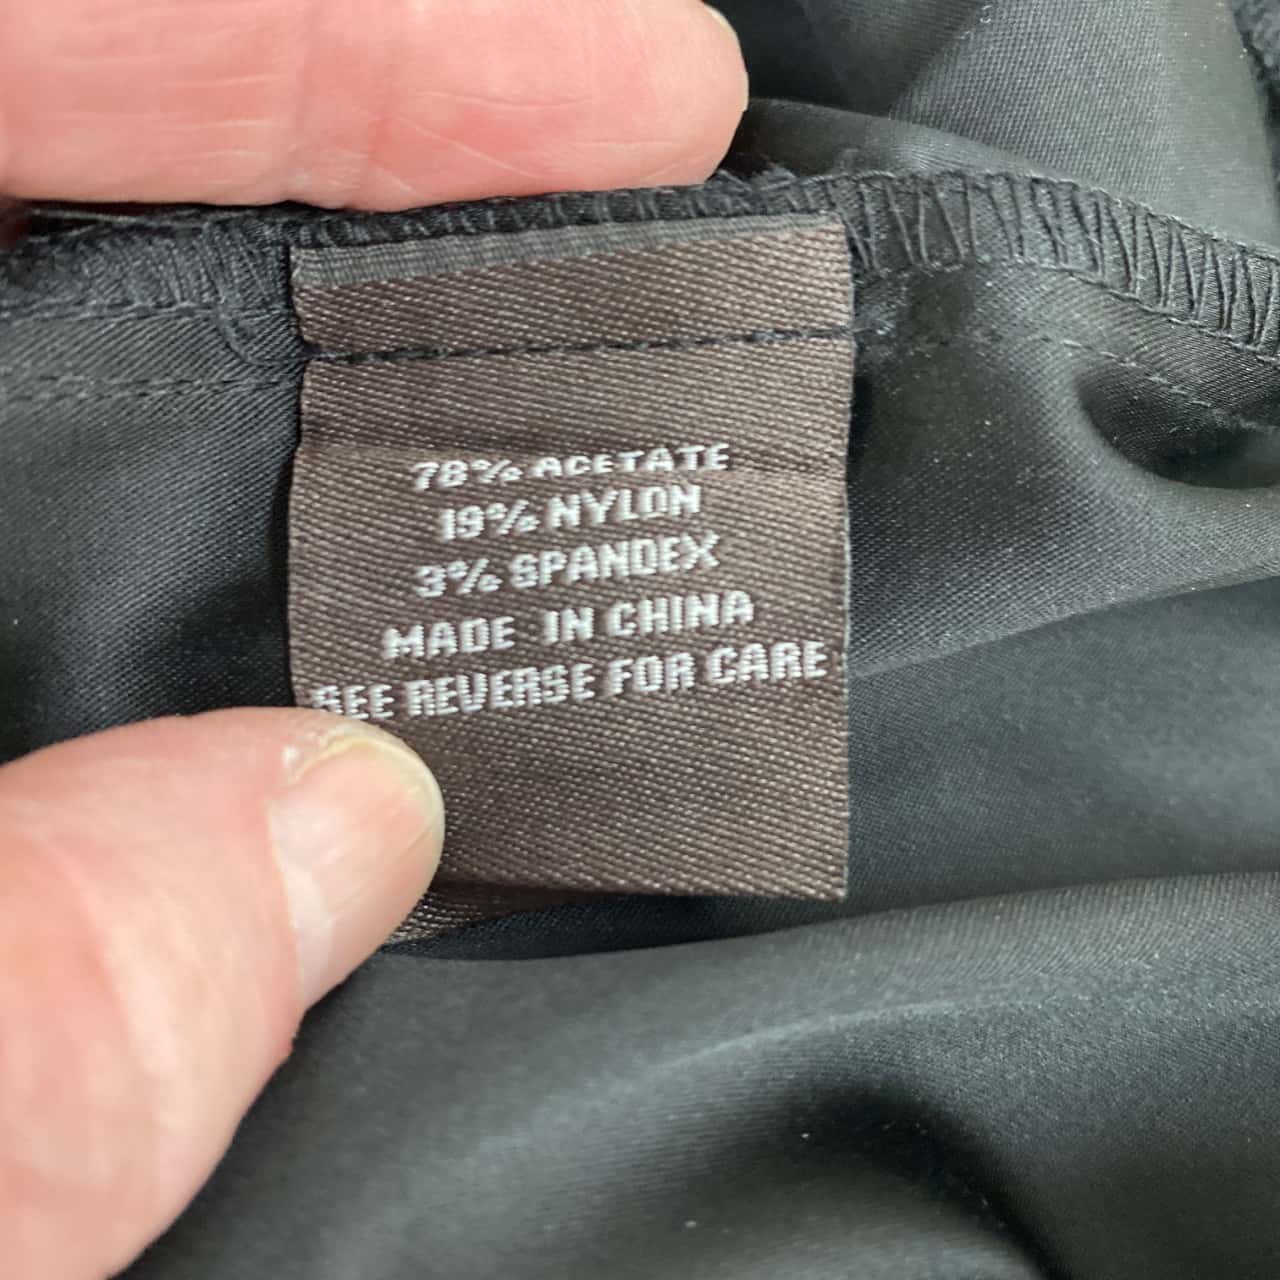 78% ACETATE
19% NYLON
3% SPANDEX
MADE IN CHINA
SEE REVERSE FOR CARE